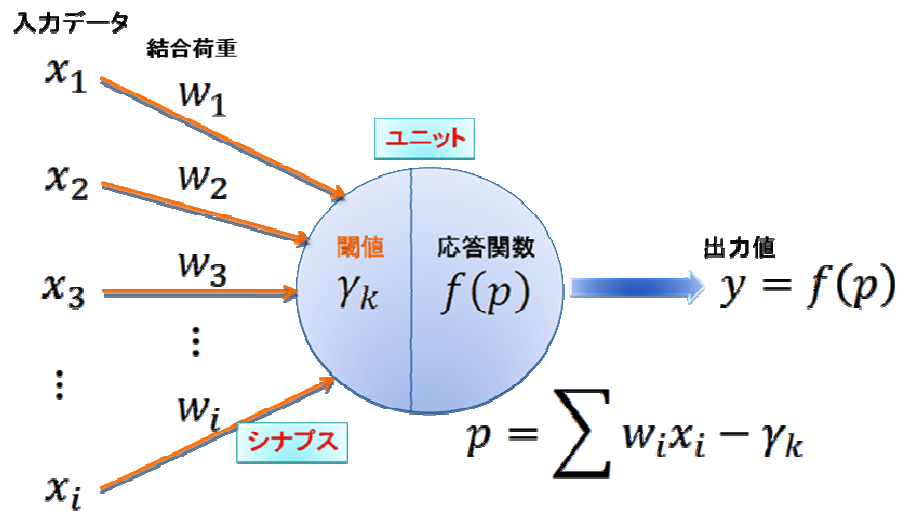 入力データ
結合荷重
x₁
w₁
ユニット
x₂
w₂
閾値
応答関数
出力値
x₃
w₃
γₖ
f(p)
y = f(p)
⋮
⋮
wᵢ
シナプス
p = ∑ wᵢxᵢ − γₖ
xᵢ